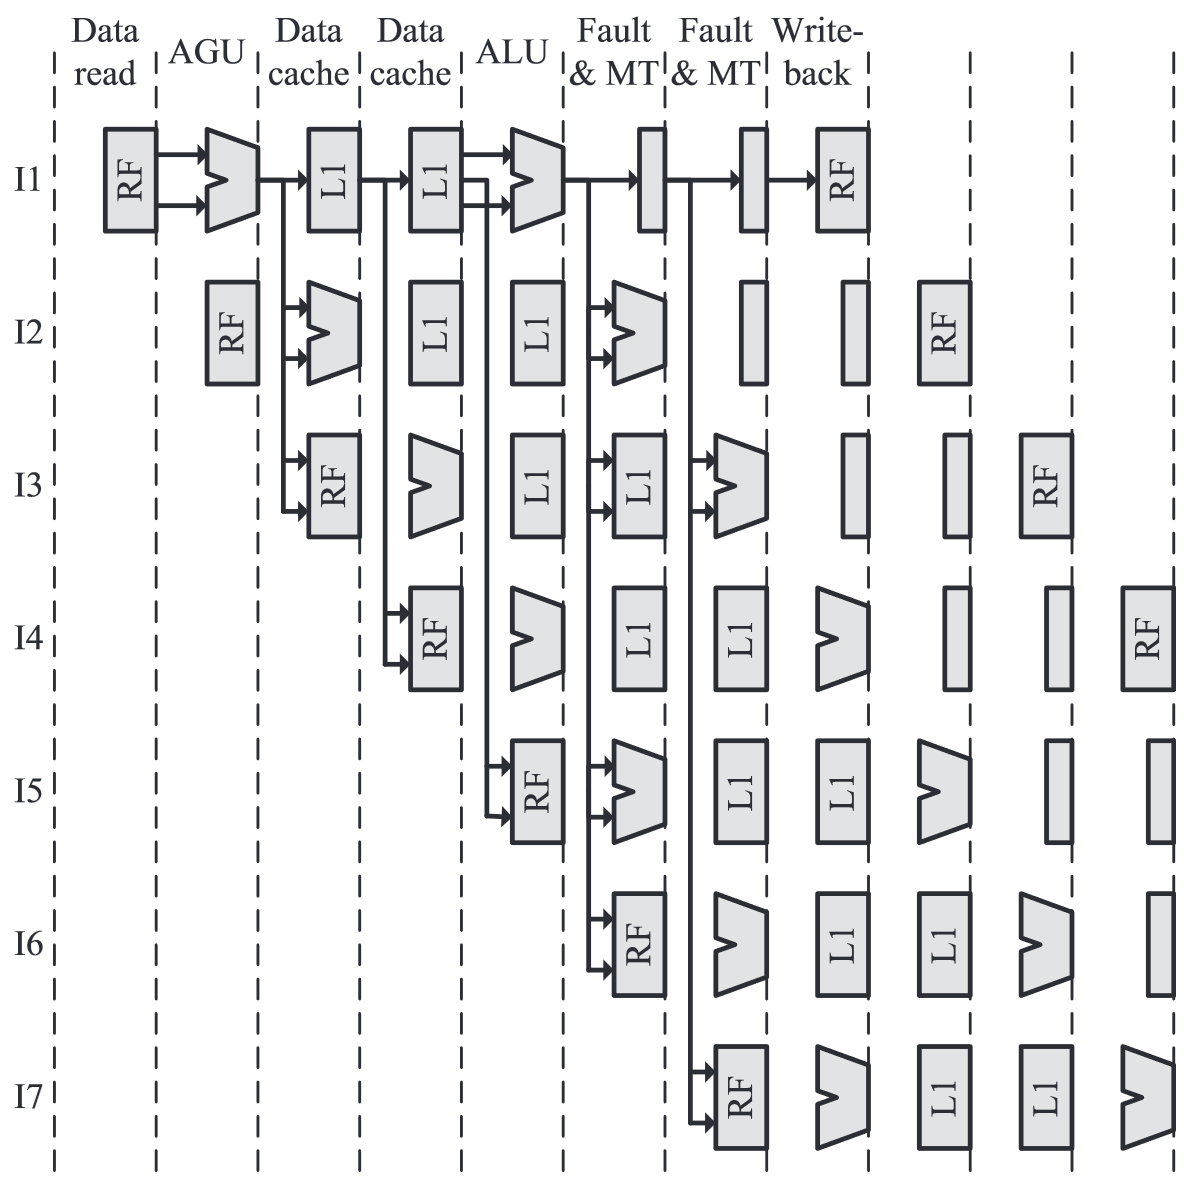 Data read AGU Data cache Data cache ALU Fault & MT Fault & MT Write-back
I1 RF L1 L1 RF
I2 RF L1 L1 RF
I3 RF L1 L1 RF
I4 RF L1 L1 RF
I5 RF L1 L1
I6 RF L1 L1
I7 RF L1 L1